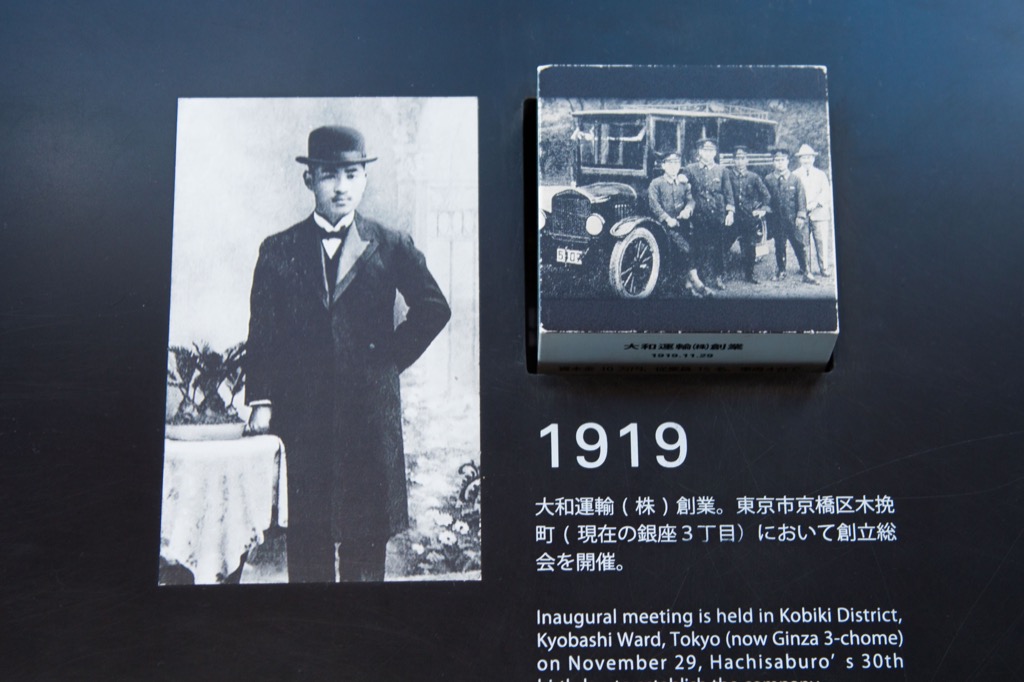 大和運輸㈱創業
1919.11.29
1919
大和運輸 ( 株 ) 創業。東京市京橋区木挽
町 ( 現在の銀座３丁目）において創立総
会を開催。
Inaugural meeting is held in Kobiki District,
Kyobashi Ward, Tokyo (now Ginza 3-chome)
on November 29, Hachisaburo’ s 30th